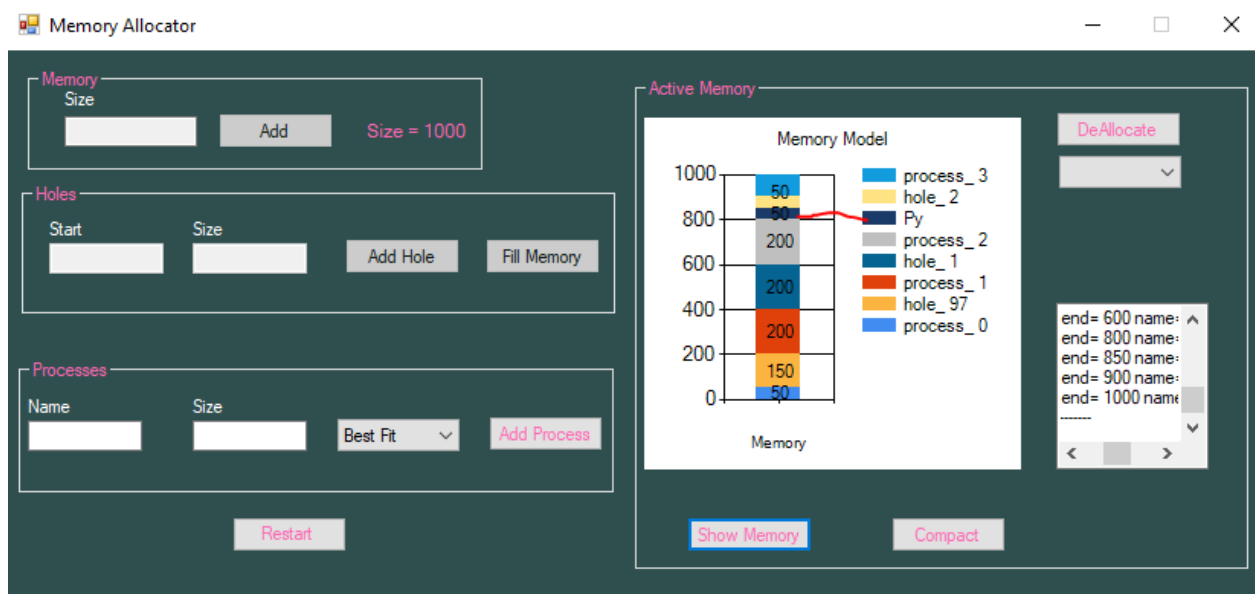 Memory Allocator
Memory
Size
Add
Size = 1000
Holes
Start
Size
Add Hole
Fill Memory
Processes
Name
Size
Best Fit
Add Process
Restart
Active Memory
Memory Model
1000
800
600
400
200
0
50
50
200
200
200
150
50
Memory
process_ 3
hole_ 2
Py
process_ 2
hole_ 1
process_ 1
hole_ 97
process_ 0
DeAllocate
end= 600 name=
end= 800 name=
end= 850 name=
end= 900 name=
end= 1000 name
-------
Show Memory
Compact